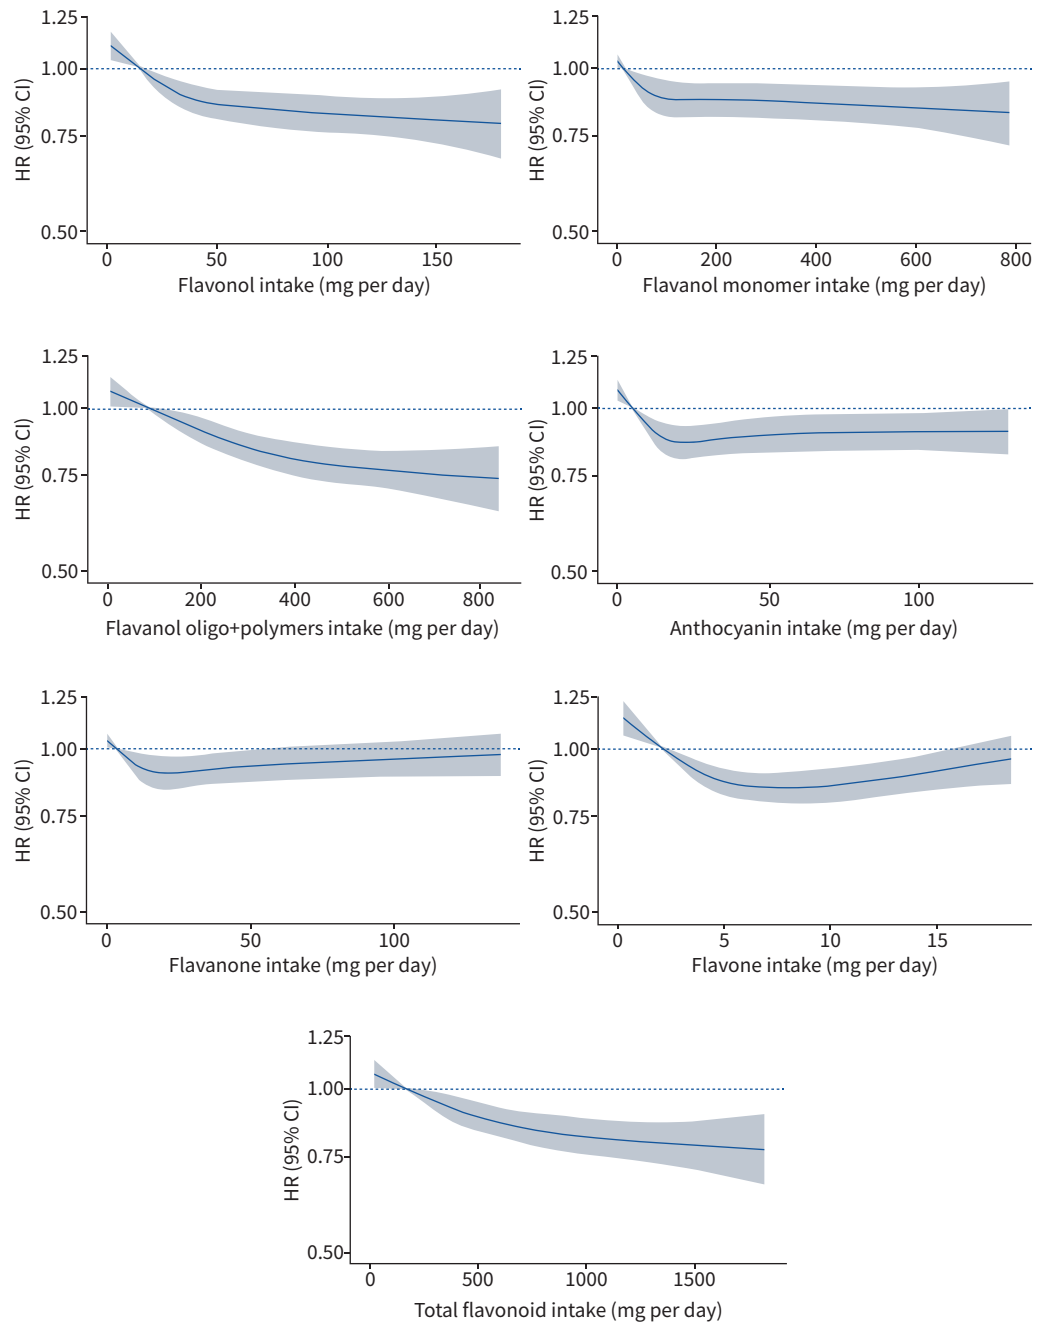 1.25
1.00
0.75
0.50
HR (95% CI)
0 50 100 150
Flavonol intake (mg per day)
1.25
1.00
0.75
0.50
HR (95% CI)
0 200 400 600 800
Flavanol monomer intake (mg per day)
1.25
1.00
0.75
0.50
HR (95% CI)
0 200 400 600 800
Flavanol oligo+polymers intake (mg per day)
1.25
1.00
0.75
0.50
HR (95% CI)
0 50 100
Anthocyanin intake (mg per day)
1.25
1.00
0.75
0.50
HR (95% CI)
0 50 100
Flavanone intake (mg per day)
1.25
1.00
0.75
0.50
HR (95% CI)
0 5 10 15
Flavone intake (mg per day)
1.25
1.00
0.75
0.50
HR (95% CI)
0 500 1000 1500
Total flavonoid intake (mg per day)